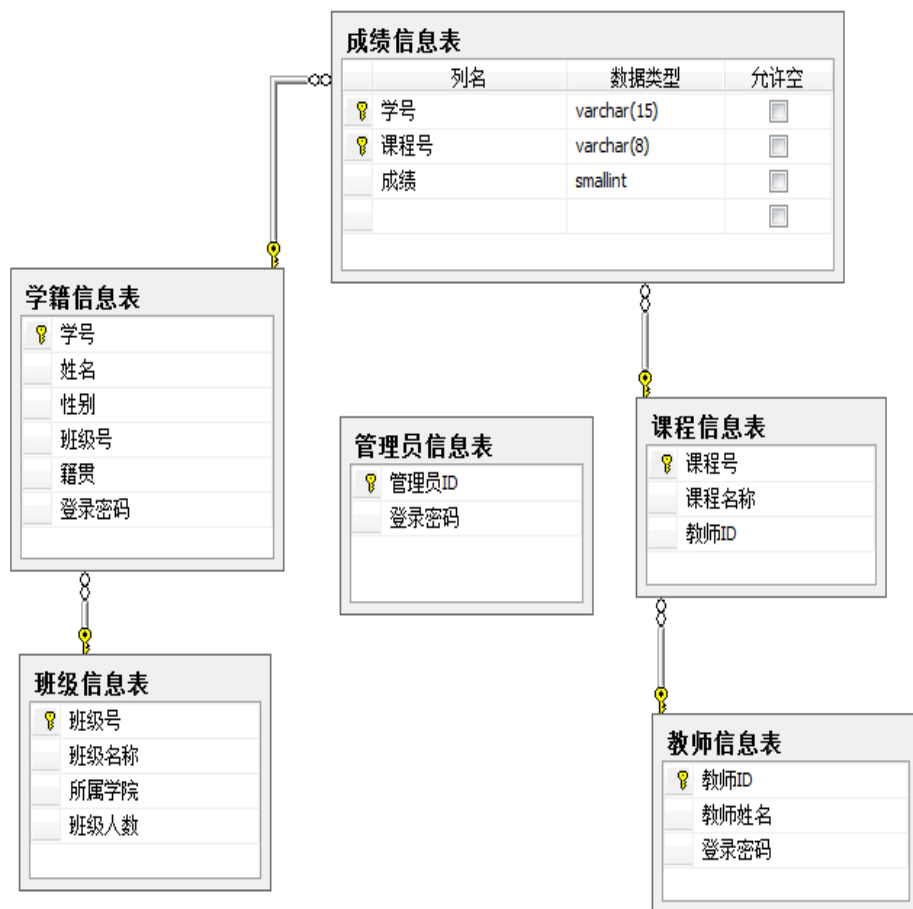 成绩信息表
列名 数据类型 允许空
学号 varchar(15)
课程号 varchar(8)
成绩 smallint
学籍信息表
学号
姓名
性别
班级号
籍贯
登录密码
管理员信息表
管理员ID
登录密码
课程信息表
课程号
课程名称
教师ID
班级信息表
班级号
班级名称
所属学院
班级人数
教师信息表
教师ID
教师姓名
登录密码